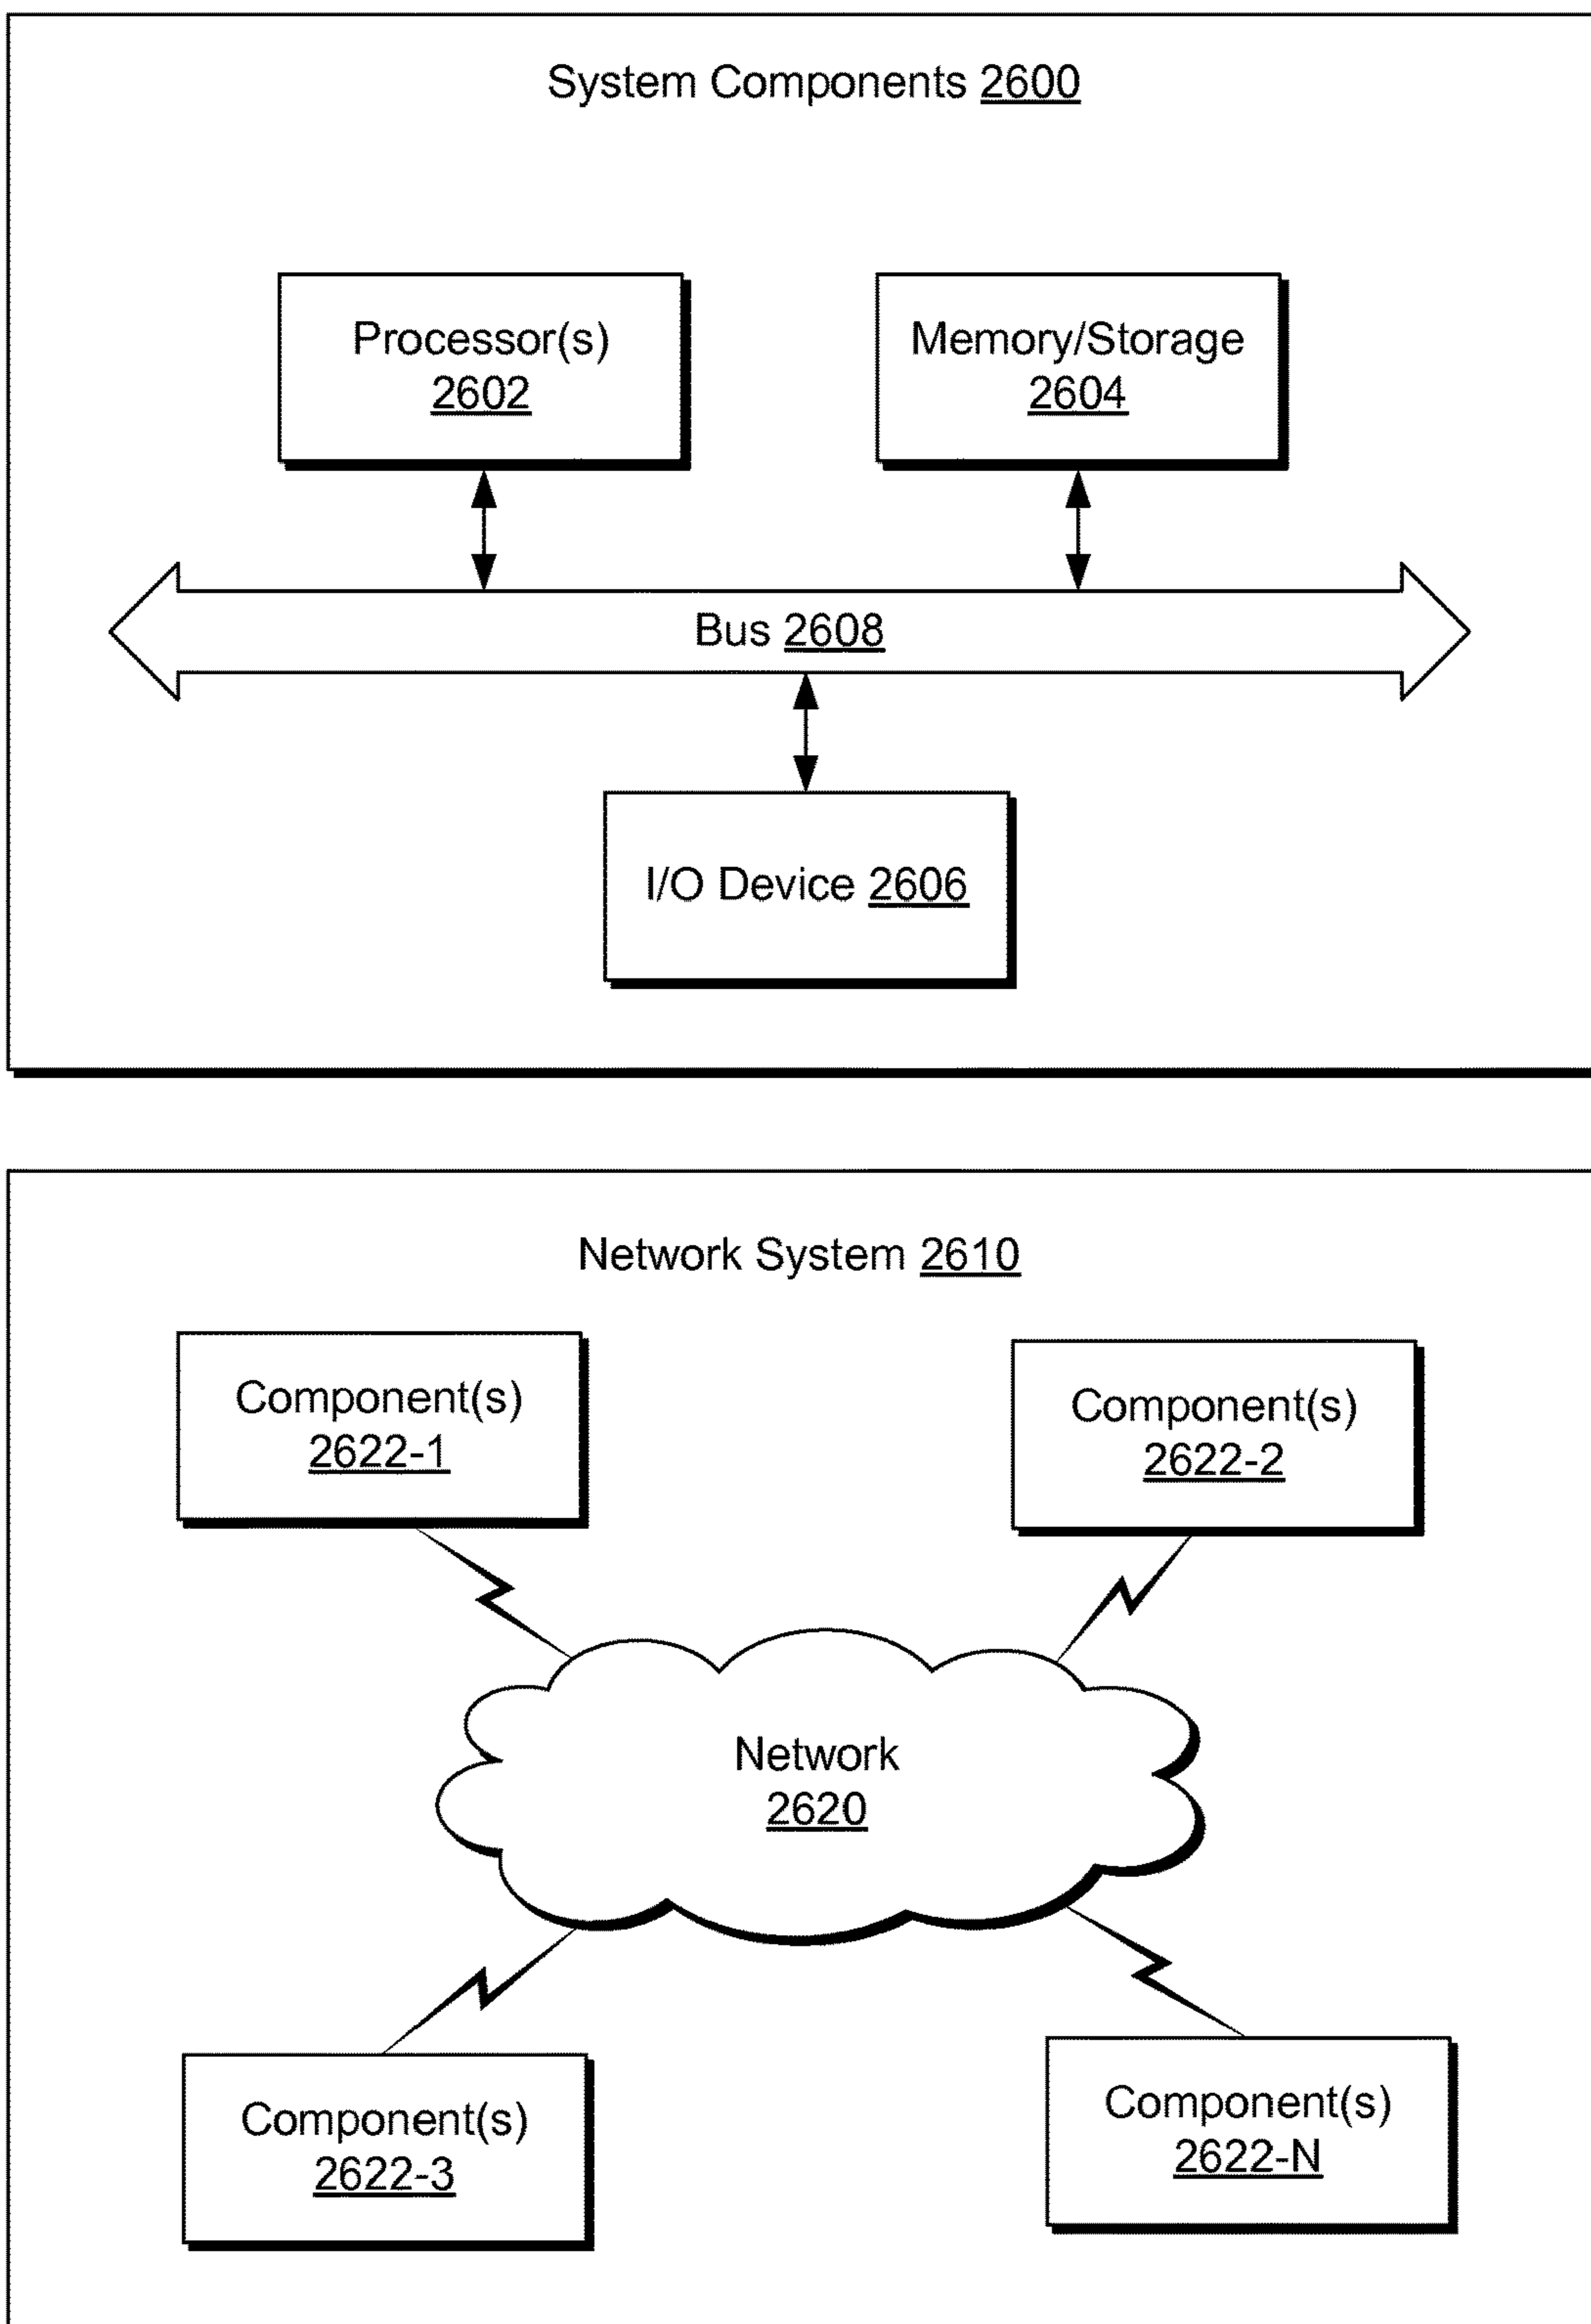 System Components 2600
Processor(s)
2602
Memory/Storage
2604
Bus 2608
I/O Device 2606
Network System 2610
Component(s)
2622-1
Component(s)
2622-2
Network
2620
Component(s)
2622-3
Component(s)
2622-N